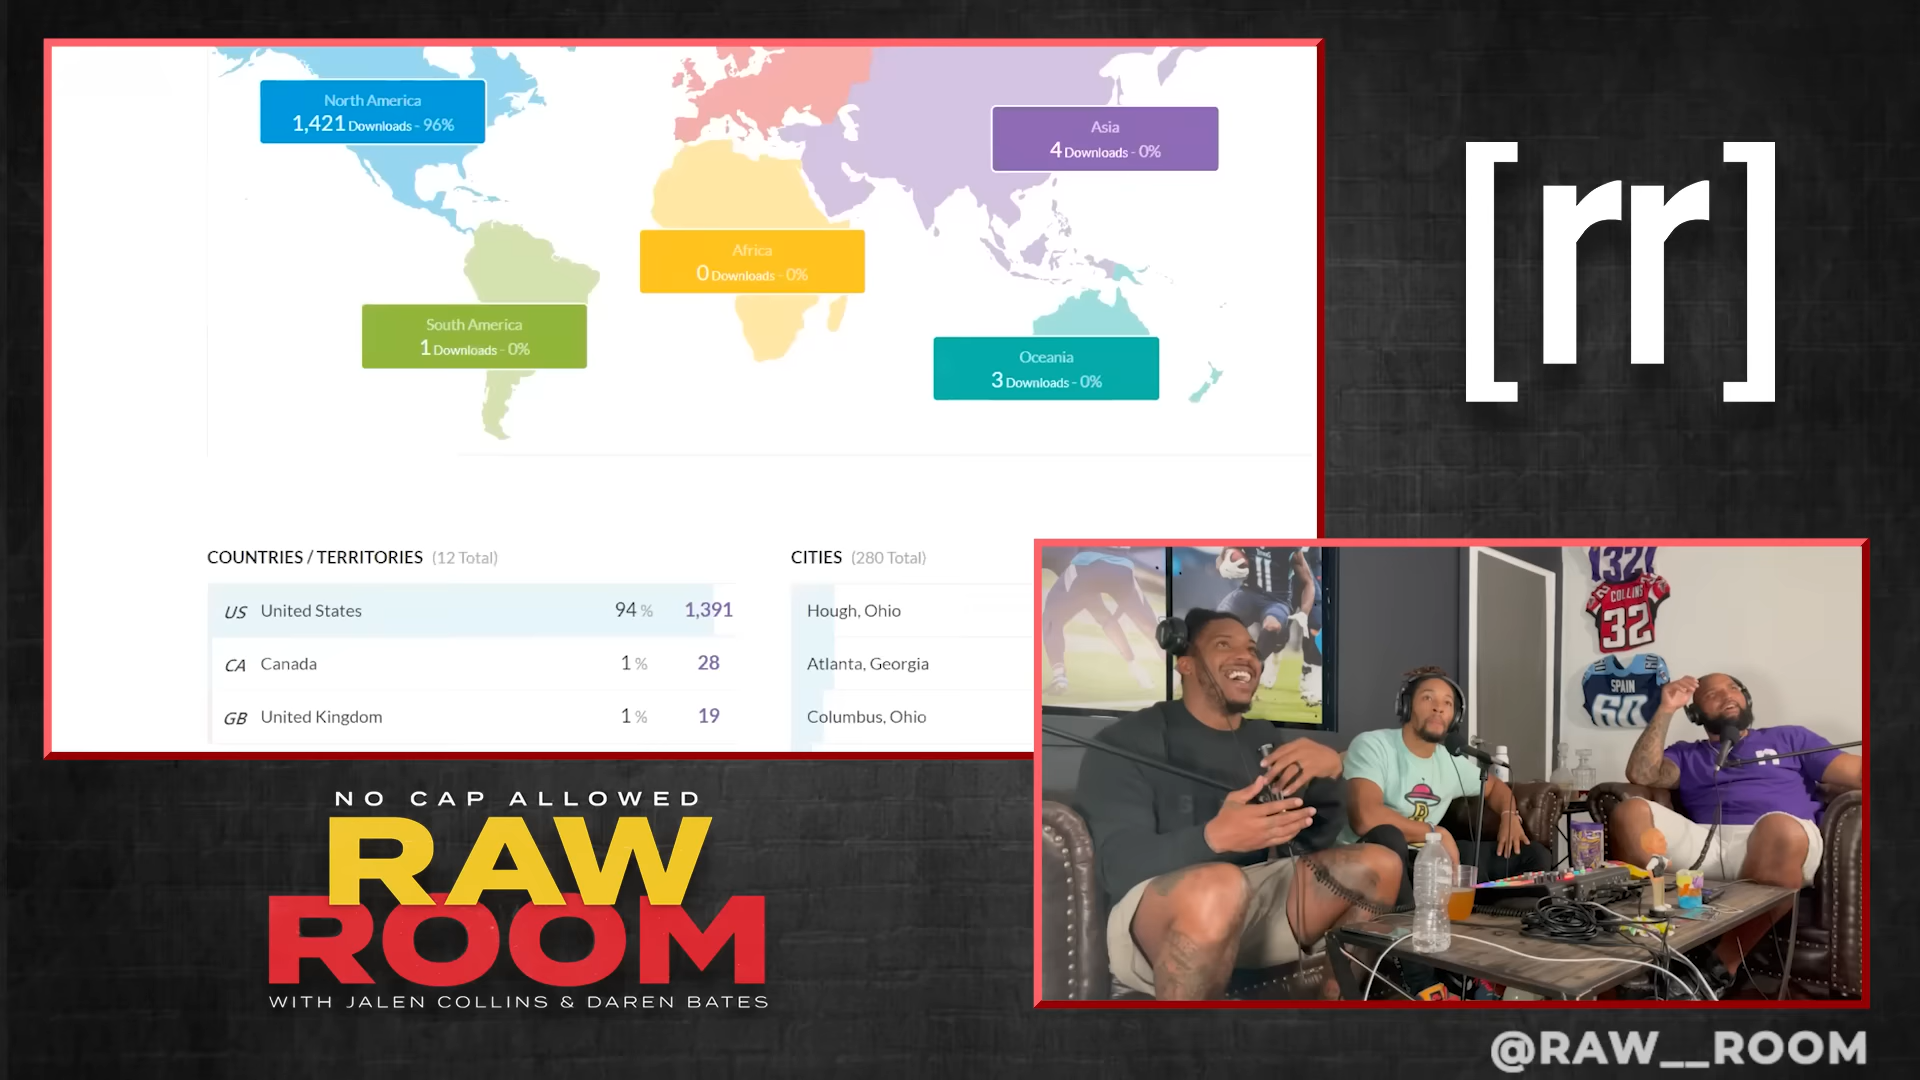 North America
1,421 Downloads - 96%
Asia
4 Downloads - 0%
Africa
0 Downloads - 0%
South America
1 Downloads - 0%
Oceania
3 Downloads - 0%
COUNTRIES / TERRITORIES (12 Total)
US United States 94 % 1,391
CA Canada 1 % 28
GB United Kingdom 1 % 19
CITIES (280 Total)
Hough, Ohio
Atlanta, Georgia
Columbus, Ohio
[rr]
32
COLLINS
32
SPAIN
60
11
NO CAP ALLOWED
RAW
ROOM
WITH JALEN COLLINS & DAREN BATES
@RAW__ROOM